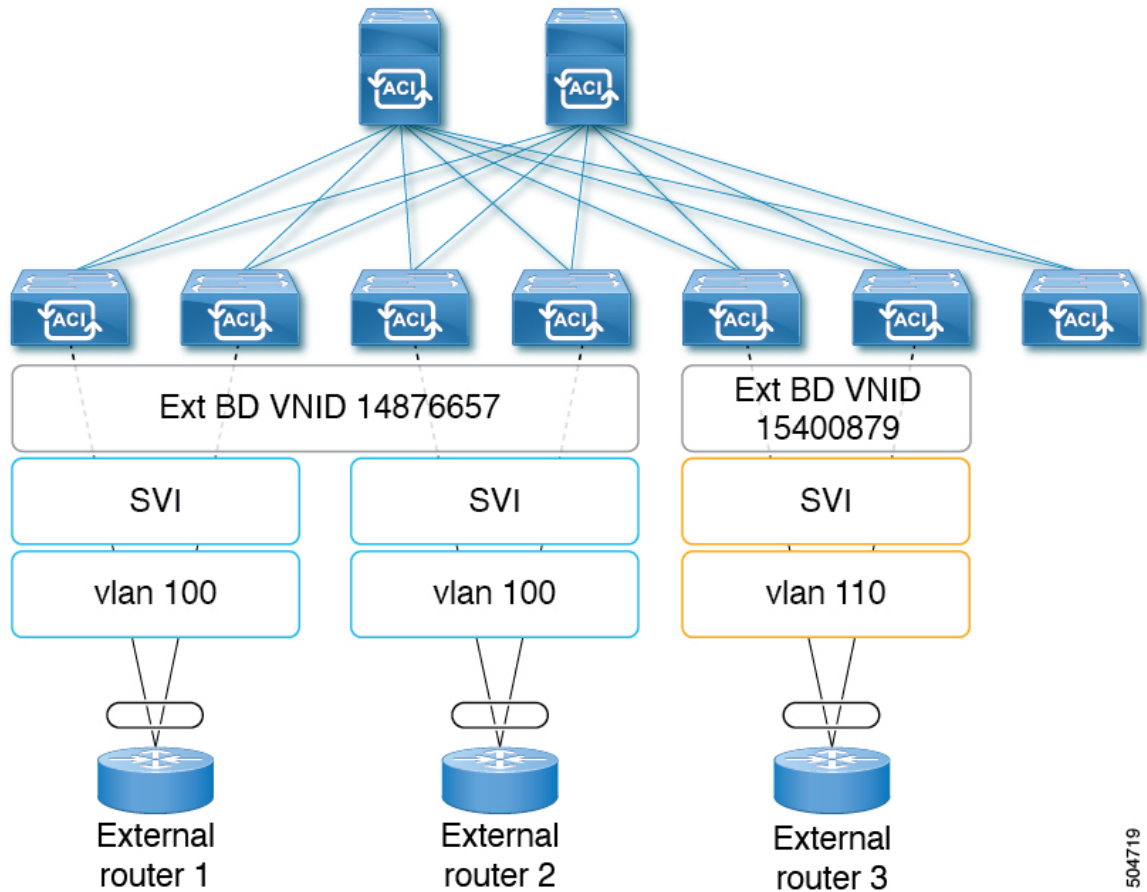 ACI ACI
ACI ACI ACI ACI ACI ACI ACI
Ext BD VNID 14876657
Ext BD VNID
15400879
SVI SVI SVI
vlan 100 vlan 100 vlan 110
External
router 1
External
router 2
External
router 3
504719